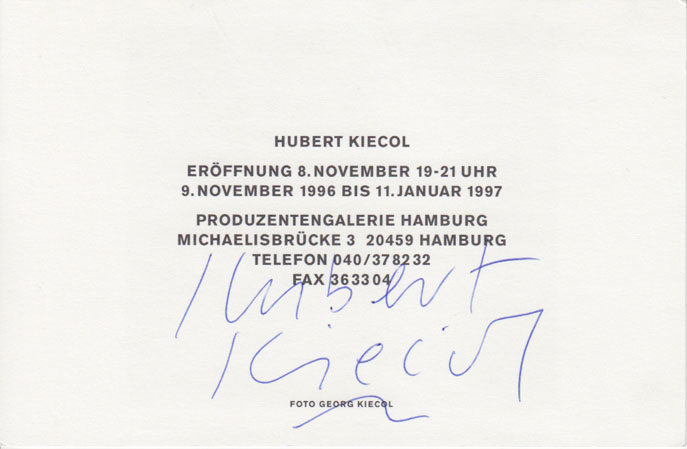 HUBERT KIECOL
ERÖFFNUNG 8. NOVEMBER 19-21 UHR
9. NOVEMBER 1996 BIS 11. JANUAR 1997
PRODUZENTENGALERIE HAMBURG
MICHAELISBRÜCKE 3 20459 HAMBURG
TELEFON 040/378232
FAX 363304
Hubert
Kiecol
FOTO GEORG KIECOL